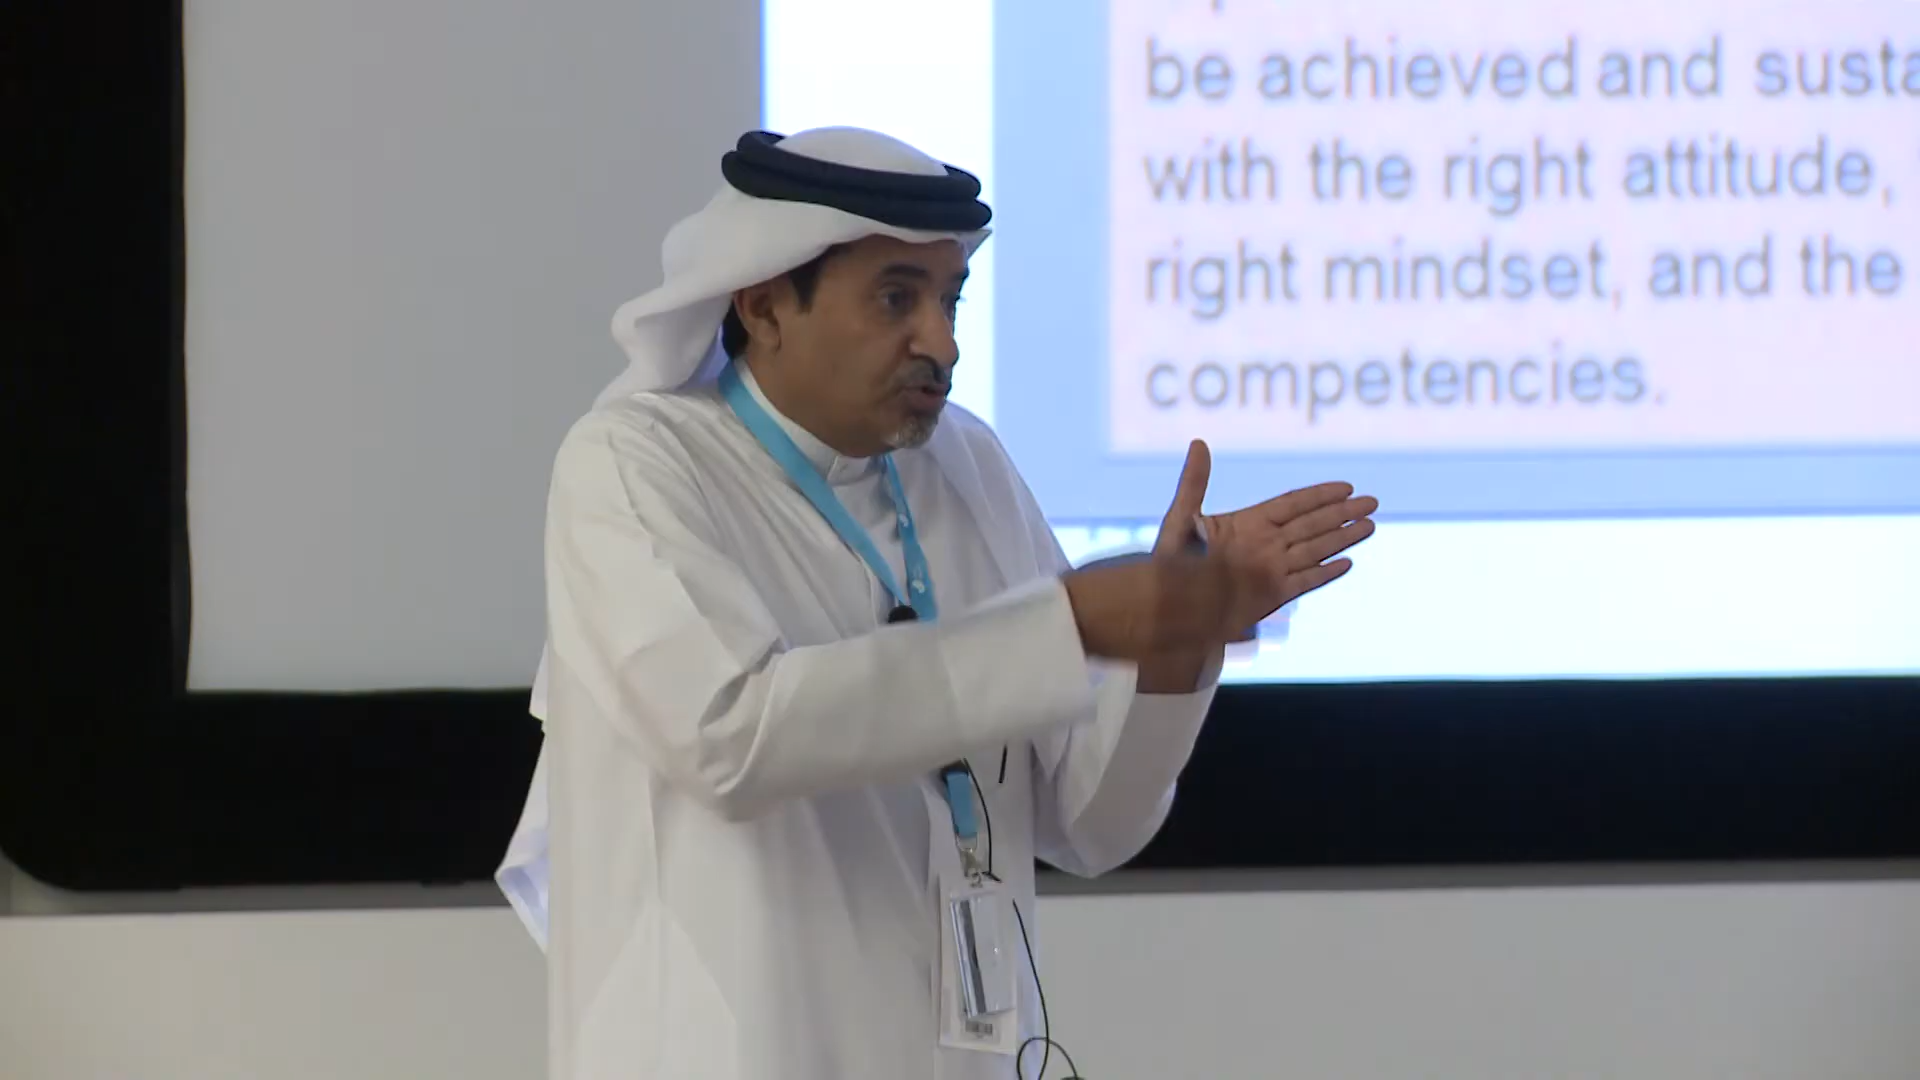 be achieved and susta
with the right attitude,
right mindset, and the
competencies.